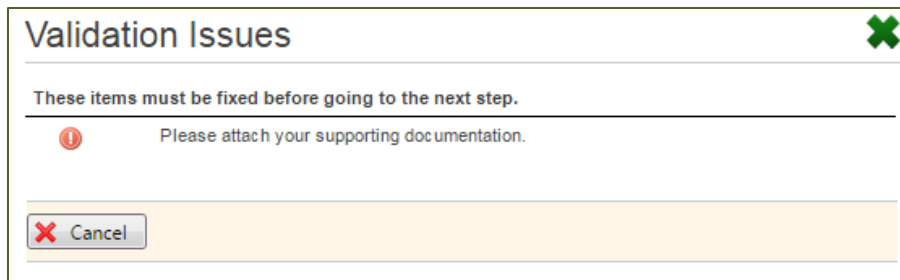 Validation Issues
These items must be fixed before going to the next step.
Please attach your supporting documentation.
Cancel